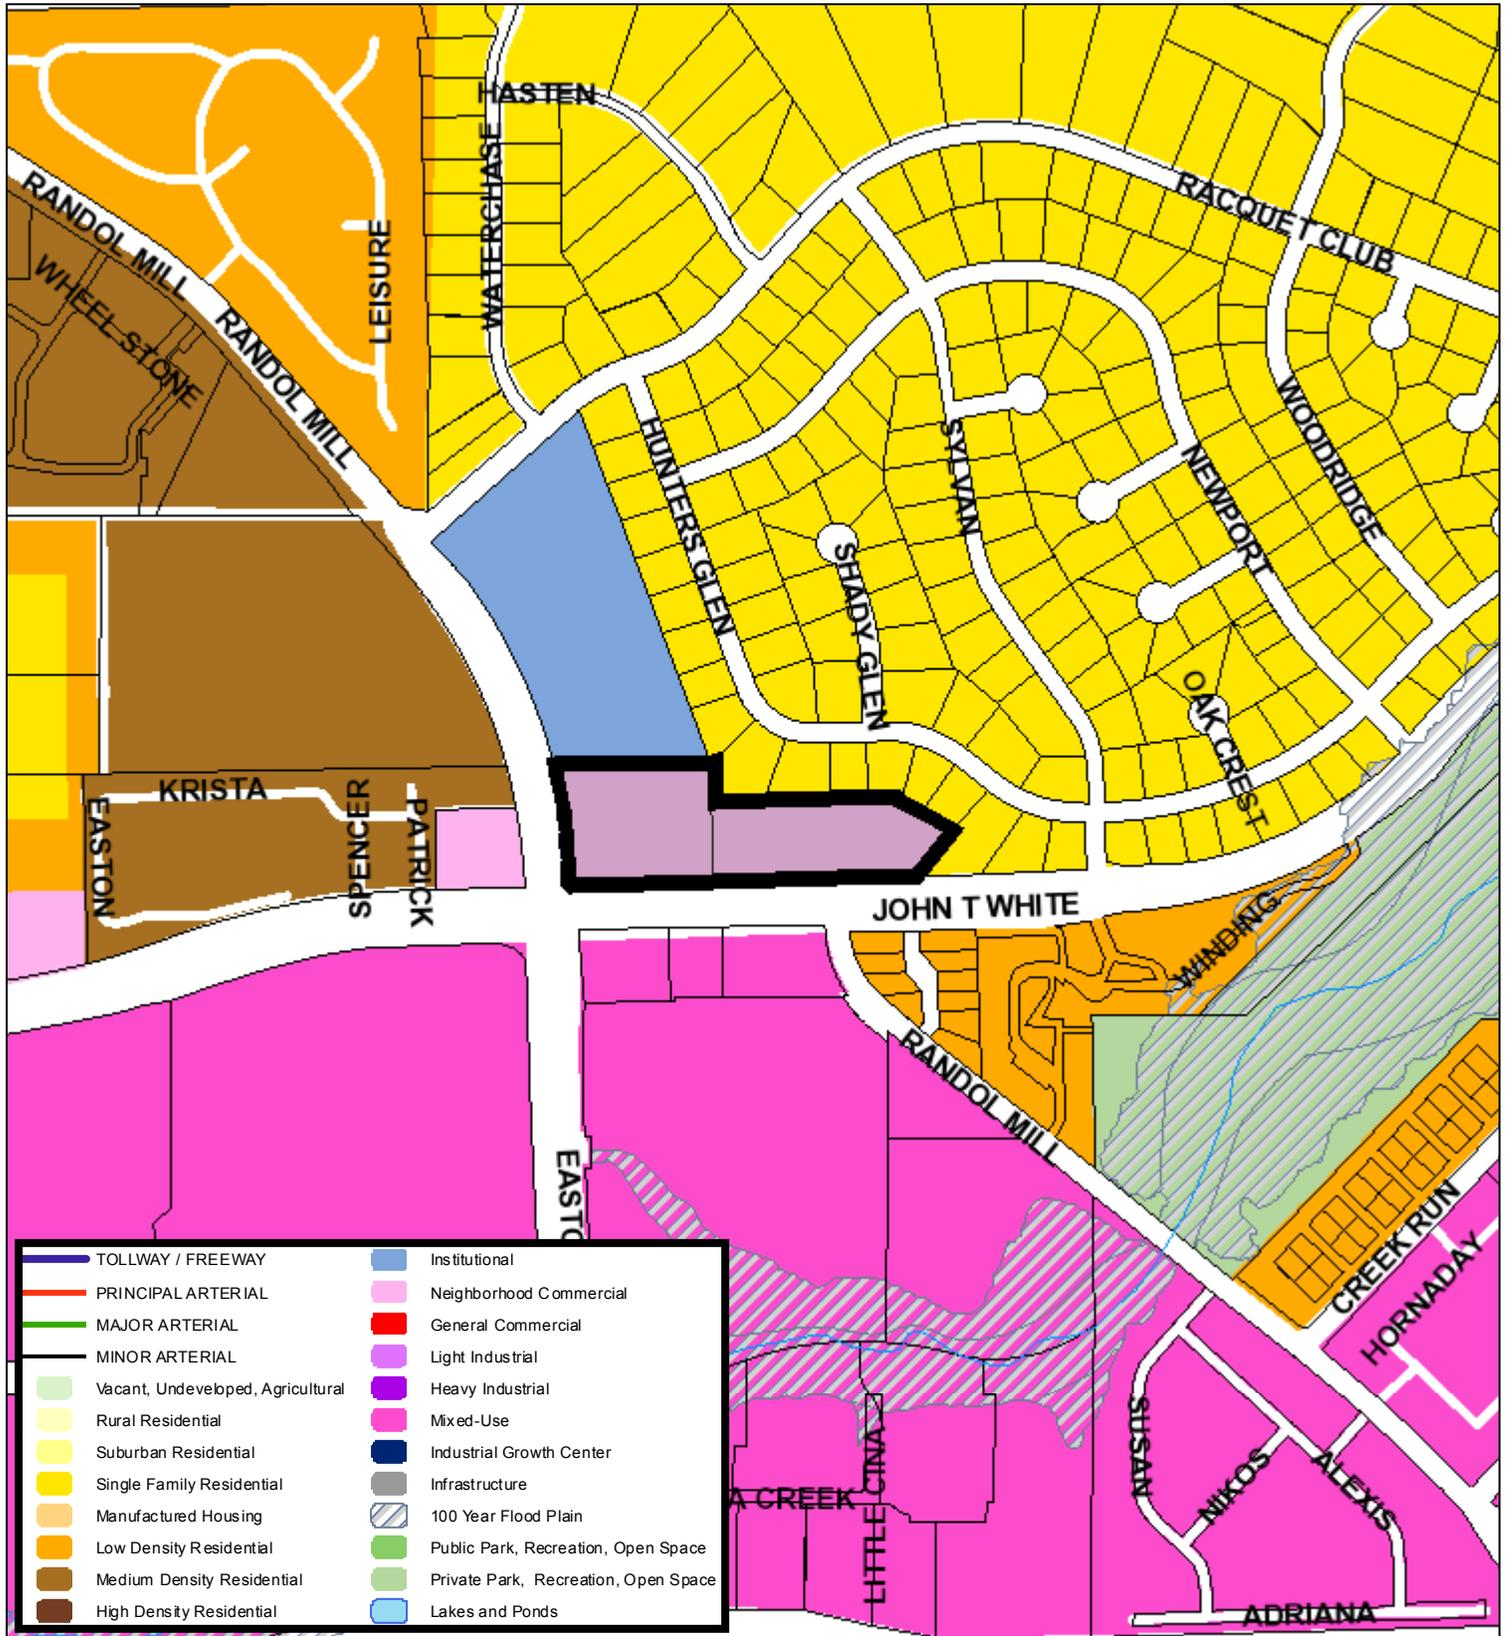 HASTEN
WATERCHASE
RACQUET CLUB
RANDOL MILL
LEISURE
WHEEL STONE
RANDOL MILL
WOODRIDGE
HUNTERS GLEN
SYLVAN
NEWPORT
SHADY GLEN
OAK CREST
KRISTA
SPENCER
PATRICK
EASTON
JOHN T WHITE
WINDING
RANDOL MILL
EASTO
CREEK RUN
HORNADAY
SUSAN
NIKOS
ALEXIS
A CREEK
LITTLE CINA
ADRIANA
TOLLWAY / FREEWAY
PRINCIPAL ARTERIAL
MAJOR ARTERIAL
MINOR ARTERIAL
Vacant, Undeveloped, Agricultural
Rural Residential
Suburban Residential
Single Family Residential
Manufactured Housing
Low Density Residential
Medium Density Residential
High Density Residential
Institutional
Neighborhood Commercial
General Commercial
Light Industrial
Heavy Industrial
Mixed-Use
Industrial Growth Center
Infrastructure
100 Year Flood Plain
Public Park, Recreation, Open Space
Private Park, Recreation, Open Space
Lakes and Ponds